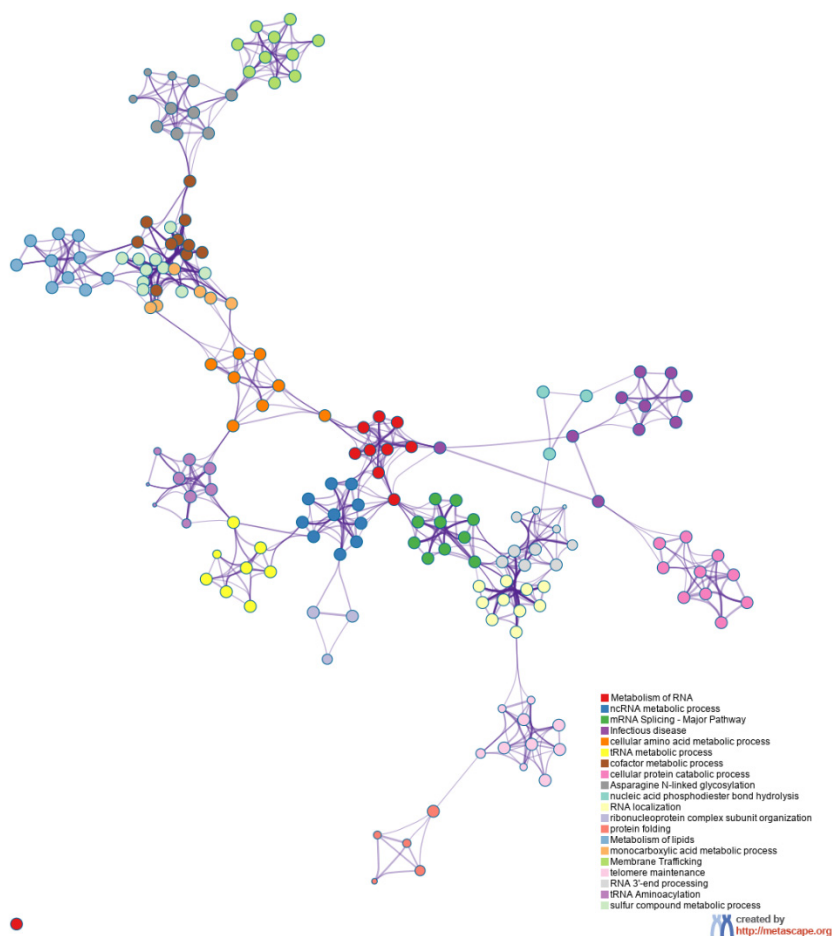 Metabolism of RNA
ncRNA metabolic process
mRNA Splicing - Major Pathway
Infectious disease
cellular amino acid metabolic process
tRNA metabolic process
cofactor metabolic process
cellular protein catabolic process
Asparagine N-linked glycosylation
nucleic acid phosphodiester bond hydrolysis
RNA localization
ribonucleoprotein complex subunit organization
protein folding
Metabolism of lipids
monocarboxylic acid metabolic process
Membrane Trafficking
telomere maintenance
RNA 3'-end processing
tRNA Aminoacylation
sulfur compound metabolic process
created by
http://metascape.org